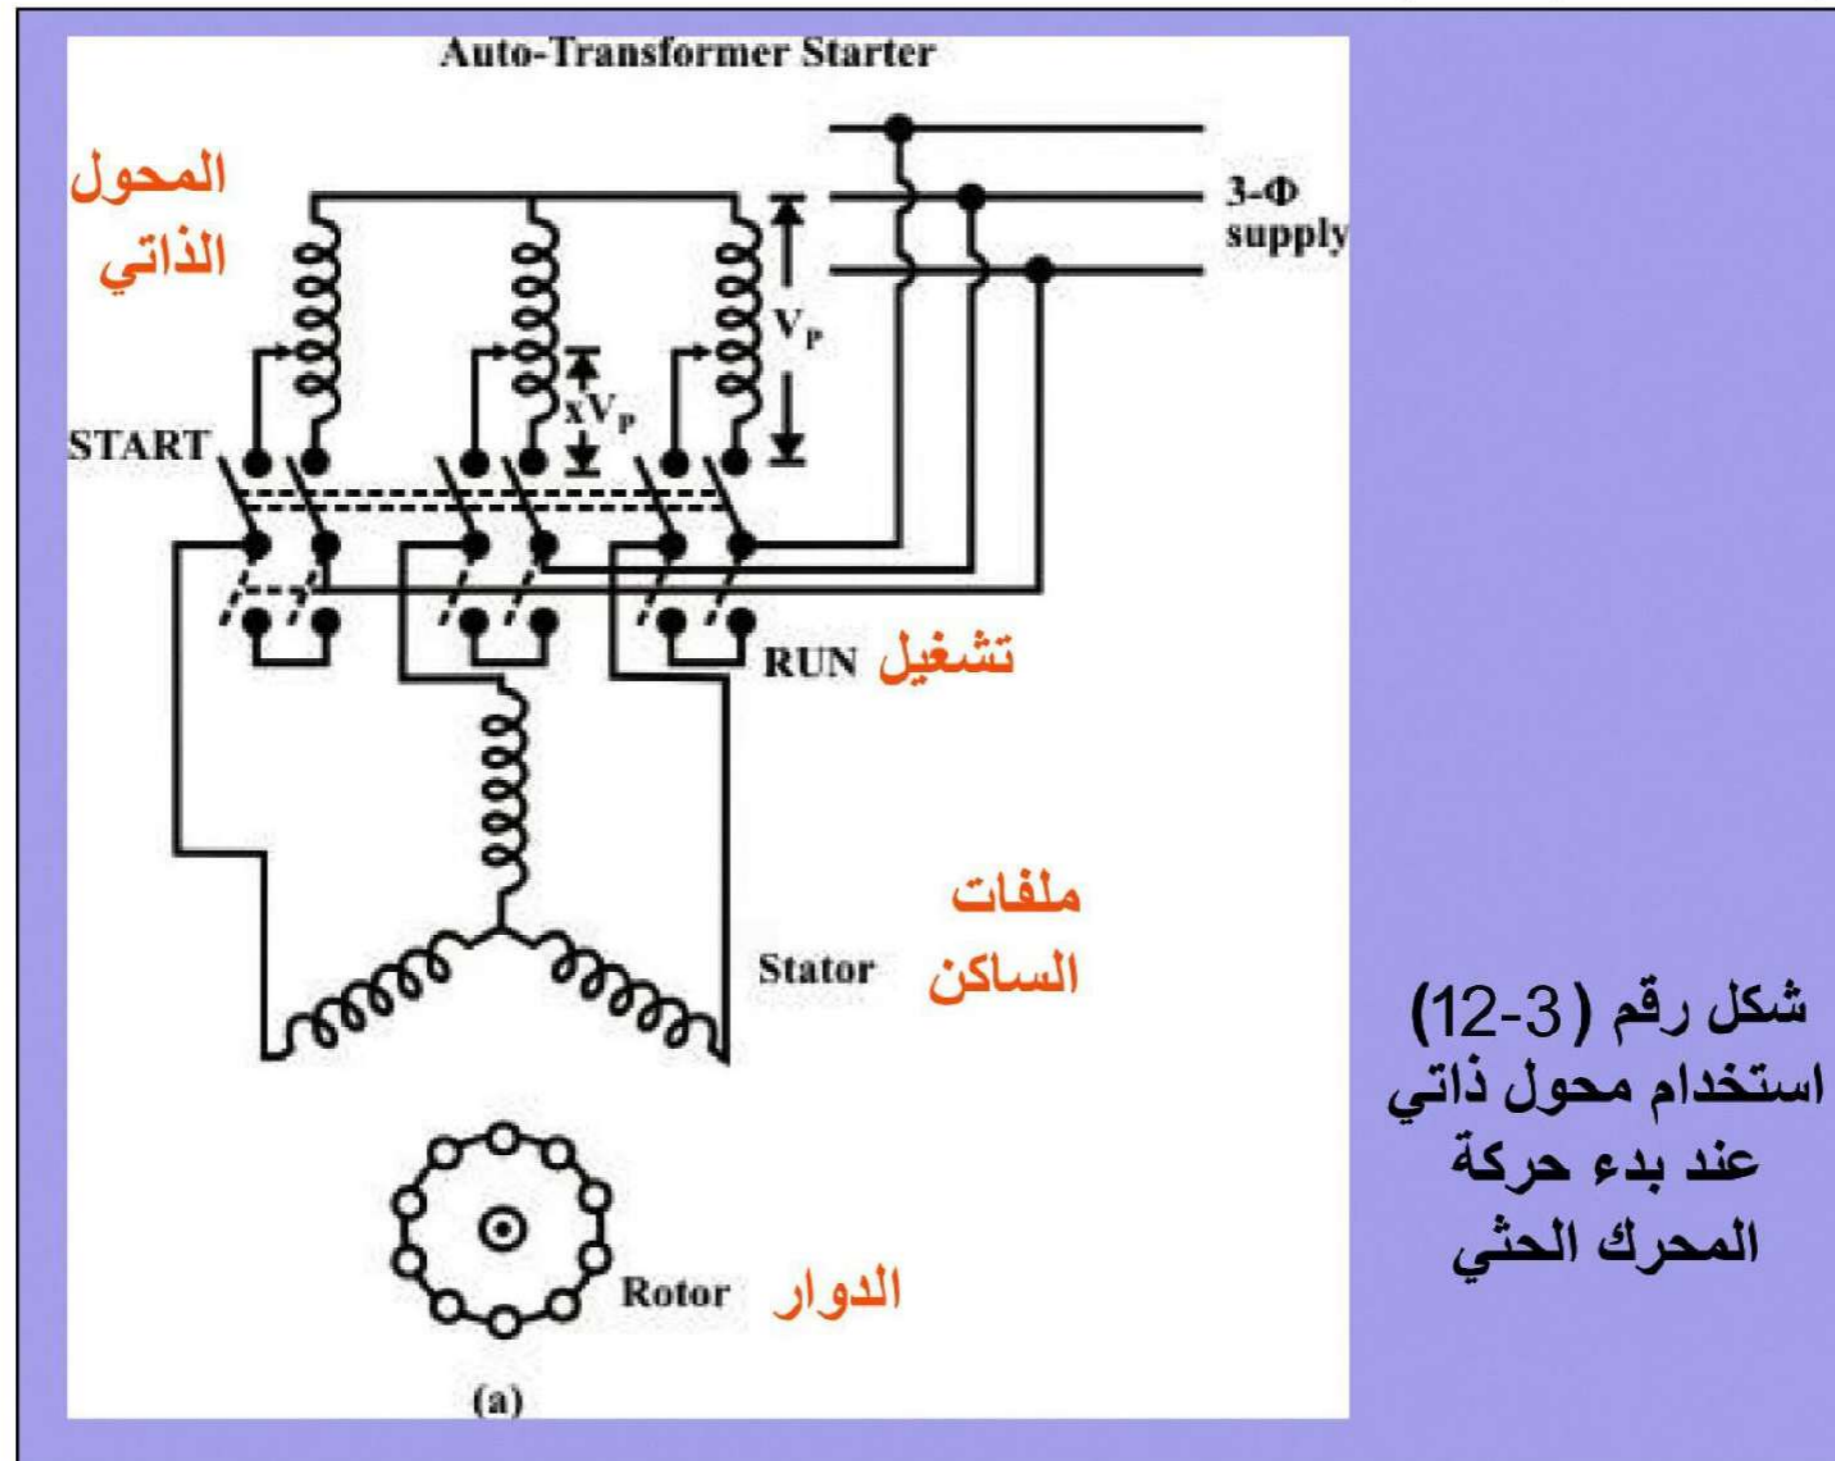 Auto-Transformer Starter
المحول
الذاتي
3-Φ
supply
V_P
xV_P
START
RUN تشغيل
ملفات
Stator الساكن
Rotor الدوار
(a)
شكل رقم (3-12)
استخدام محول ذاتي
عند بدء حركة
المحرك الحثي